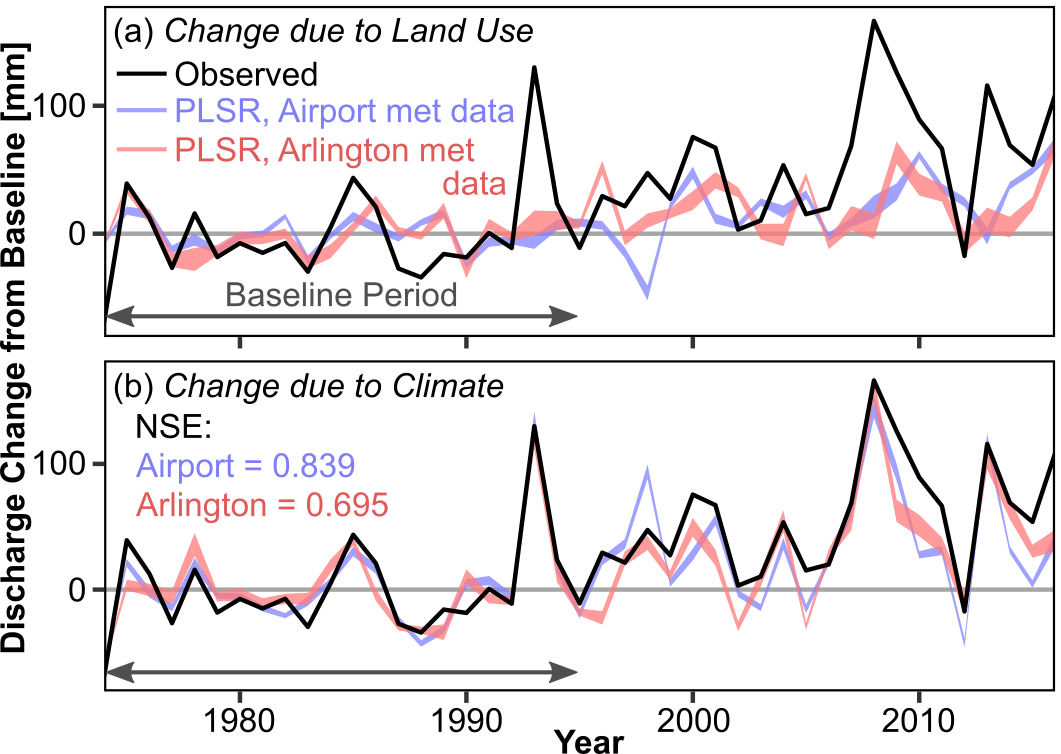 Discharge Change from Baseline [mm]
(a) Change due to Land Use
Observed
PLSR, Airport met data
PLSR, Arlington met
data
100
0
Baseline Period
(b) Change due to Climate
NSE:
Airport = 0.839
Arlington = 0.695
100
0
1980 1990 2000 2010
Year